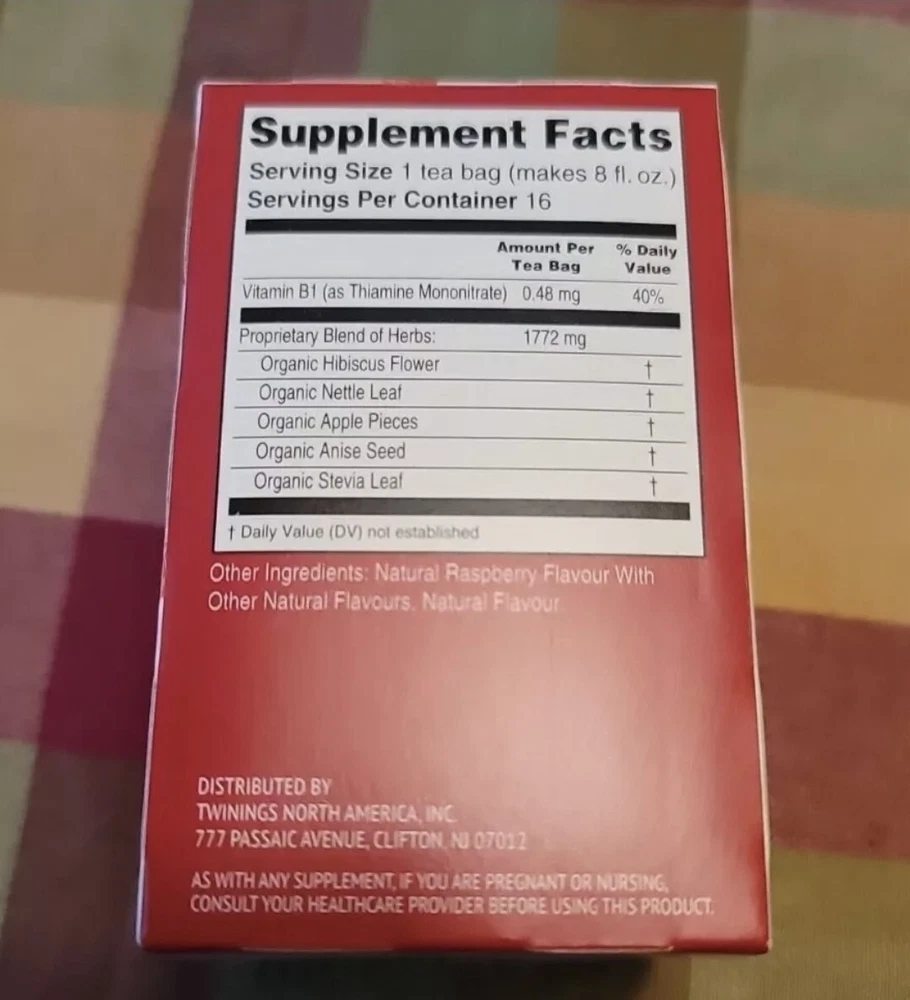 Supplement Facts
Serving Size 1 tea bag (makes 8 fl. oz.)
Servings Per Container 16
Amount Per Tea Bag % Daily Value
Vitamin B1 (as Thiamine Mononitrate) 0.48 mg 40%
Proprietary Blend of Herbs: 1772 mg
Organic Hibiscus Flower †
Organic Nettle Leaf †
Organic Apple Pieces †
Organic Anise Seed †
Organic Stevia Leaf †
† Daily Value (DV) not established
Other Ingredients: Natural Raspberry Flavour With
Other Natural Flavours, Natural Flavour
DISTRIBUTED BY
TWININGS NORTH AMERICA, INC.
777 PASSAIC AVENUE, CLIFTON, NJ 07012
AS WITH ANY SUPPLEMENT, IF YOU ARE PREGNANT OR NURSING,
CONSULT YOUR HEALTHCARE PROVIDER BEFORE USING THIS PRODUCT.